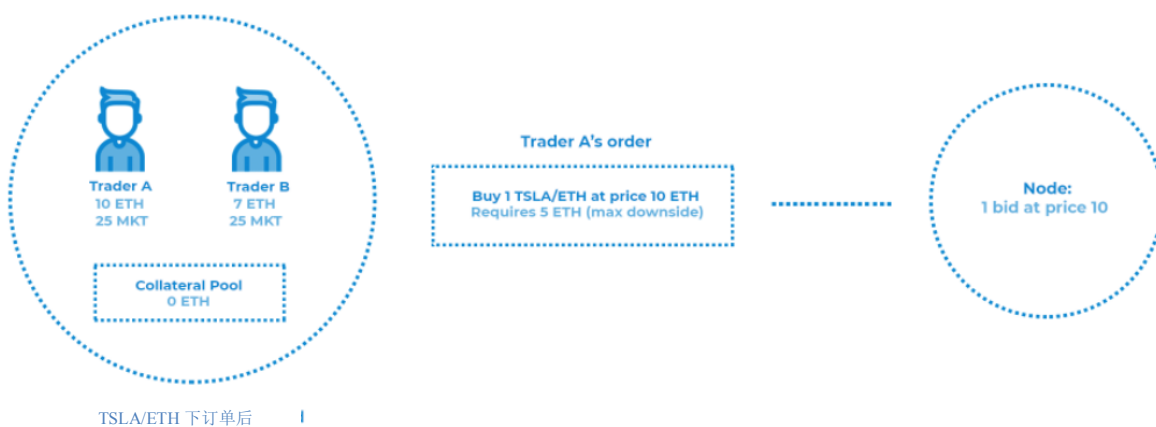 Trader A
10 ETH
25 MKT
Trader B
7 ETH
25 MKT
Collateral Pool
0 ETH
Trader A's order
Buy 1 TSLA/ETH at price 10 ETH
Requires 5 ETH (max downside)
Node:
1 bid at price 10
TSLA/ETH 下订单后